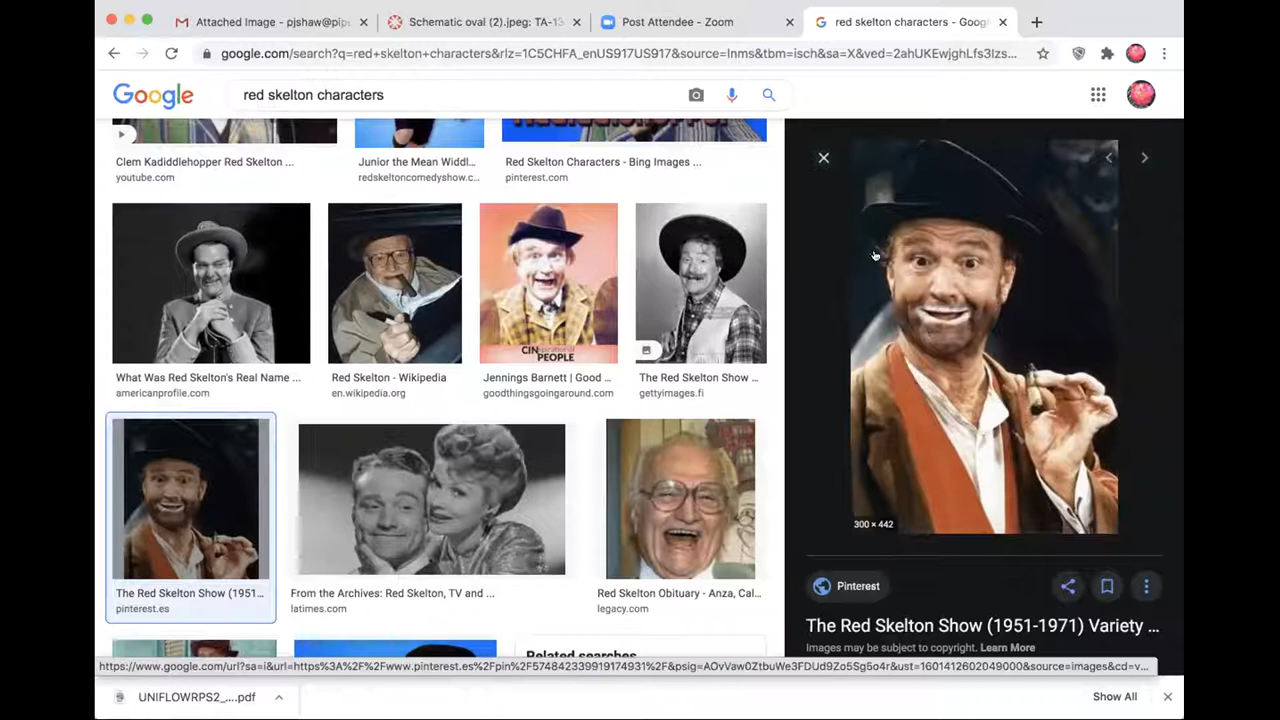 Attached Image - pjshaw@pip
Schematic oval (2).jpeg: TA-13
Post Attendee - Zoom
red skelton characters - Goog
google.com/search?q=red+skelton+characters&rlz=1C5CHFA_enUS917US917&source=lnms&tbm=isch&sa=X&ved=2ahUKEwjghLfs3Izs...
Google
red skelton characters
Clem Kadiddlehopper Red Skelton ...
youtube.com
Junior the Mean Widdl...
redskeltoncomedyshow.c...
Red Skelton Characters - Bing Images ...
pinterest.com
CIN
PEOPLE
What Was Red Skelton's Real Name ...
americanprofile.com
Red Skelton - Wikipedia
en.wikipedia.org
Jennings Barnett | Good ...
goodthingsgoingaround.com
The Red Skelton Show ...
gettyimages.fi
The Red Skelton Show (1951...
pinterest.es
From the Archives: Red Skelton, TV and ...
latimes.com
Red Skelton Obituary - Anza, Cal...
legacy.com
300 × 442
Pinterest
The Red Skelton Show (1951-1971) Variety ...
Images may be subject to copyright. Learn More
Related searches
https://www.google.com/url?sa=i&url=https%3A%2F%2Fwww.pinterest.es%2Fpin%2F574842339919174931%2F&psig=AOvVaw0ZtbuWe3FDUd9Zo5Sg5o4r&ust=1601412602049000&source=images&cd=v...
UNIFLOWRPS2_....pdf
Show All